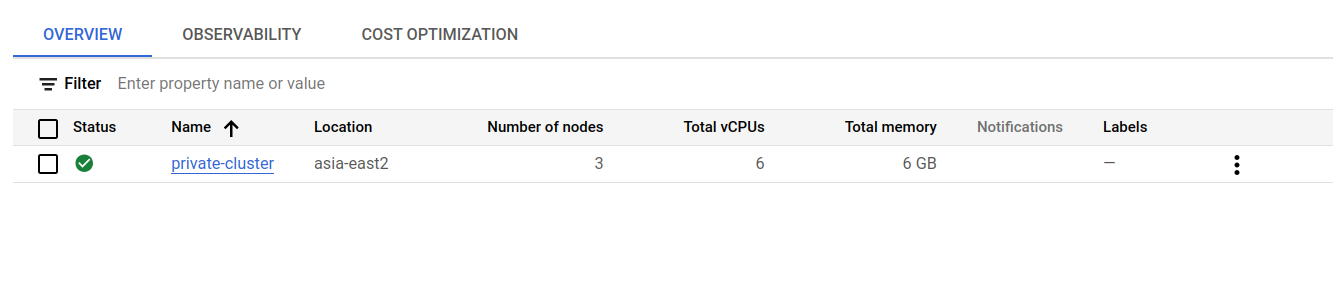 OVERVIEW OBSERVABILITY COST OPTIMIZATION
Filter Enter property name or value
Status Name Location Number of nodes Total vCPUs Total memory Notifications Labels
private-cluster asia-east2 3 6 6 GB —